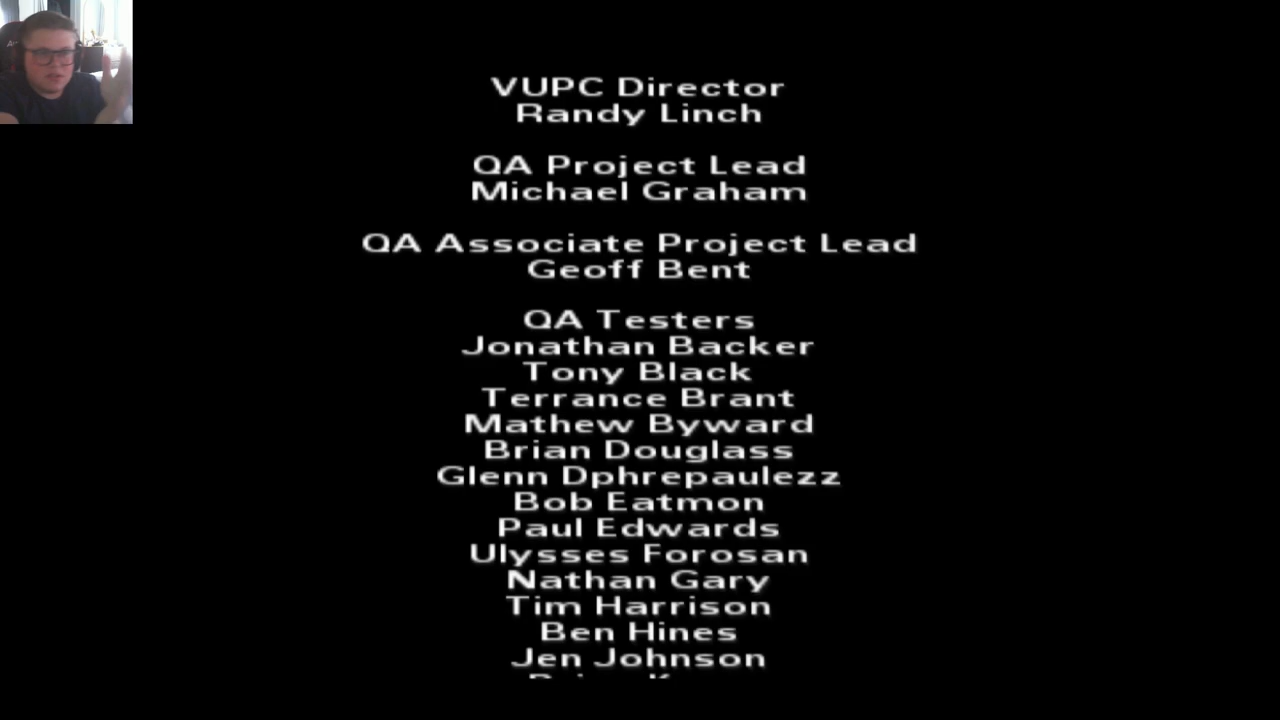 VUPC Director
Randy Linch
QA Project Lead
Michael Graham
QA Associate Project Lead
Geoff Bent
QA Testers
Jonathan Backer
Tony Black
Terrance Brant
Mathew Byward
Brian Douglass
Glenn Dphrepaulezz
Bob Eatmon
Paul Edwards
Ulysses Forosan
Nathan Gary
Tim Harrison
Ben Hines
Jen Johnson